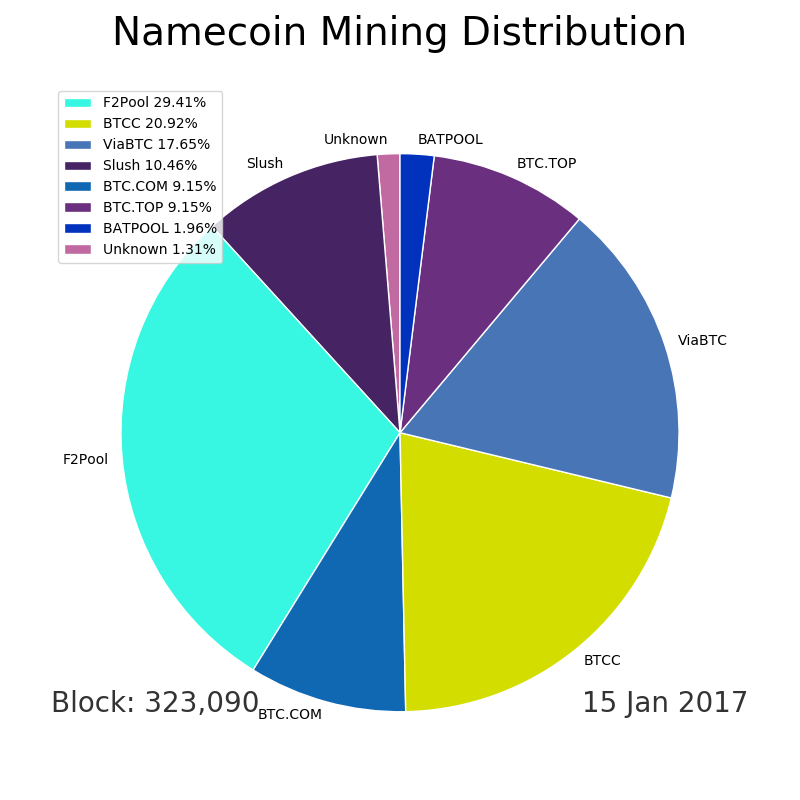 Namecoin Mining Distribution
F2Pool 29.41%
BTCC 20.92%
ViaBTC 17.65%
Slush 10.46%
BTC.COM 9.15%
BTC.TOP 9.15%
BATPOOL 1.96%
Unknown 1.31%
Unknown
BATPOOL
Slush
BTC.TOP
ViaBTC
F2Pool
BTCC
Block: 323,090
15 Jan 2017
BTC.COM